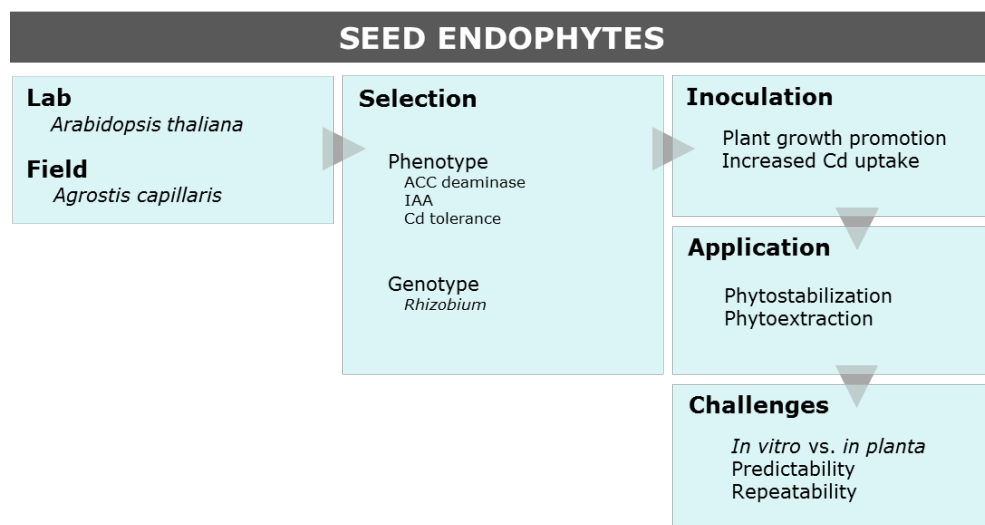 SEED ENDOPHYTES
Lab
Arabidopsis thaliana
Field
Agrostis capillaris
Selection
Phenotype
ACC deaminase
IAA
Cd tolerance
Genotype
Rhizobium
Inoculation
Plant growth promotion
Increased Cd uptake
Application
Phytostabilization
Phytoextraction
Challenges
In vitro vs. in planta
Predictability
Repeatability